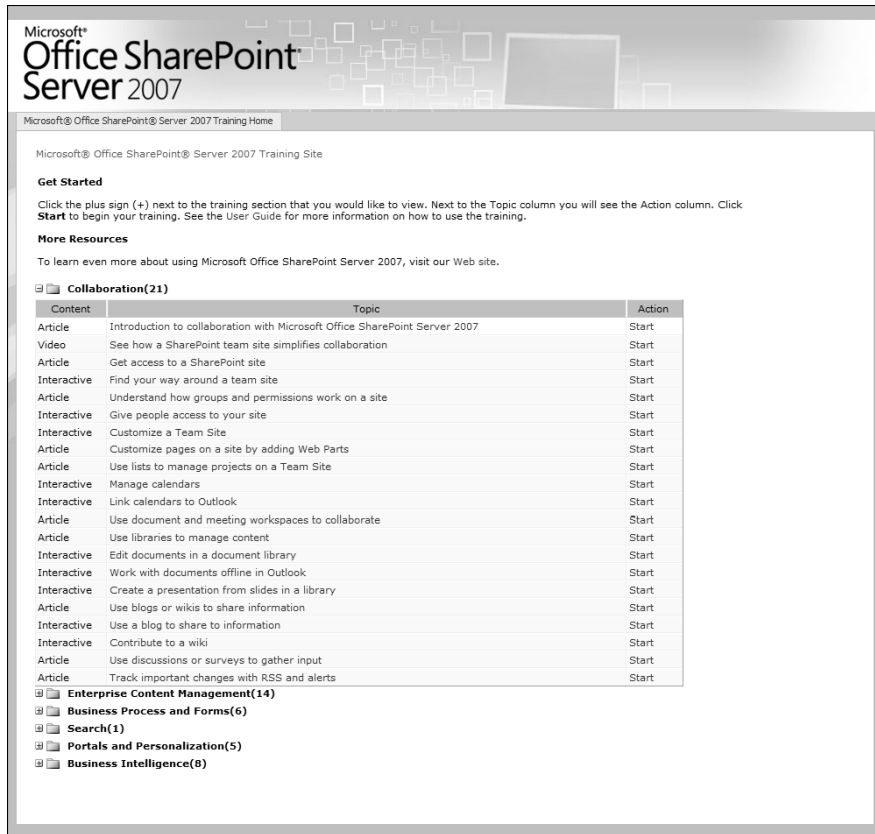 Microsoft®
Office SharePoint®
Server 2007
Microsoft® Office SharePoint® Server 2007 Training Home
Microsoft® Office SharePoint® Server 2007 Training Site
Get Started
Click the plus sign (+) next to the training section that you would like to view. Next to the Topic column you will see the Action column. Click
Start to begin your training. See the User Guide for more information on how to use the training.
More Resources
To learn even more about using Microsoft Office SharePoint Server 2007, visit our Web site.
Collaboration(21)
Content Topic Action
Article Introduction to collaboration with Microsoft Office SharePoint Server 2007 Start
Video See how a SharePoint team site simplifies collaboration Start
Article Get access to a SharePoint site Start
Interactive Find your way around a team site Start
Article Understand how groups and permissions work on a site Start
Interactive Give people access to your site Start
Interactive Customize a Team Site Start
Article Customize pages on a site by adding Web Parts Start
Article Use lists to manage projects on a Team Site Start
Interactive Manage calendars Start
Interactive Link calendars to Outlook Start
Article Use document and meeting workspaces to collaborate Start
Article Use libraries to manage content Start
Interactive Edit documents in a document library Start
Interactive Work with documents offline in Outlook Start
Interactive Create a presentation from slides in a library Start
Article Use blogs or wikis to share information Start
Interactive Use a blog to share to information Start
Interactive Contribute to a wiki Start
Article Use discussions or surveys to gather input Start
Article Track important changes with RSS and alerts Start
Enterprise Content Management(14)
Business Process and Forms(6)
Search(1)
Portals and Personalization(5)
Business Intelligence(8)